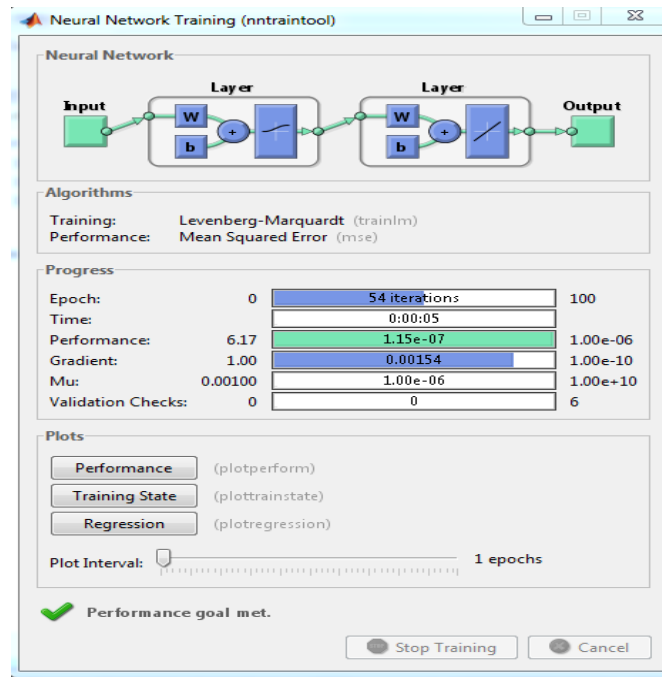 Neural Network Training (nntraintool)
Neural Network
Layer Layer
Input Output
W W
+ +
b b
Algorithms
Training: Levenberg-Marquardt (trainlm)
Performance: Mean Squared Error (mse)
Progress
Epoch: 0 54 iterations 100
Time: 0:00:05
Performance: 6.17 1.15e-07 1.00e-06
Gradient: 1.00 0.00154 1.00e-10
Mu: 0.00100 1.00e-06 1.00e+10
Validation Checks: 0 0 6
Plots
Performance (plotperform)
Training State (plottrainstate)
Regression (plotregression)
Plot Interval: 1 epochs
Performance goal met.
Stop Training Cancel